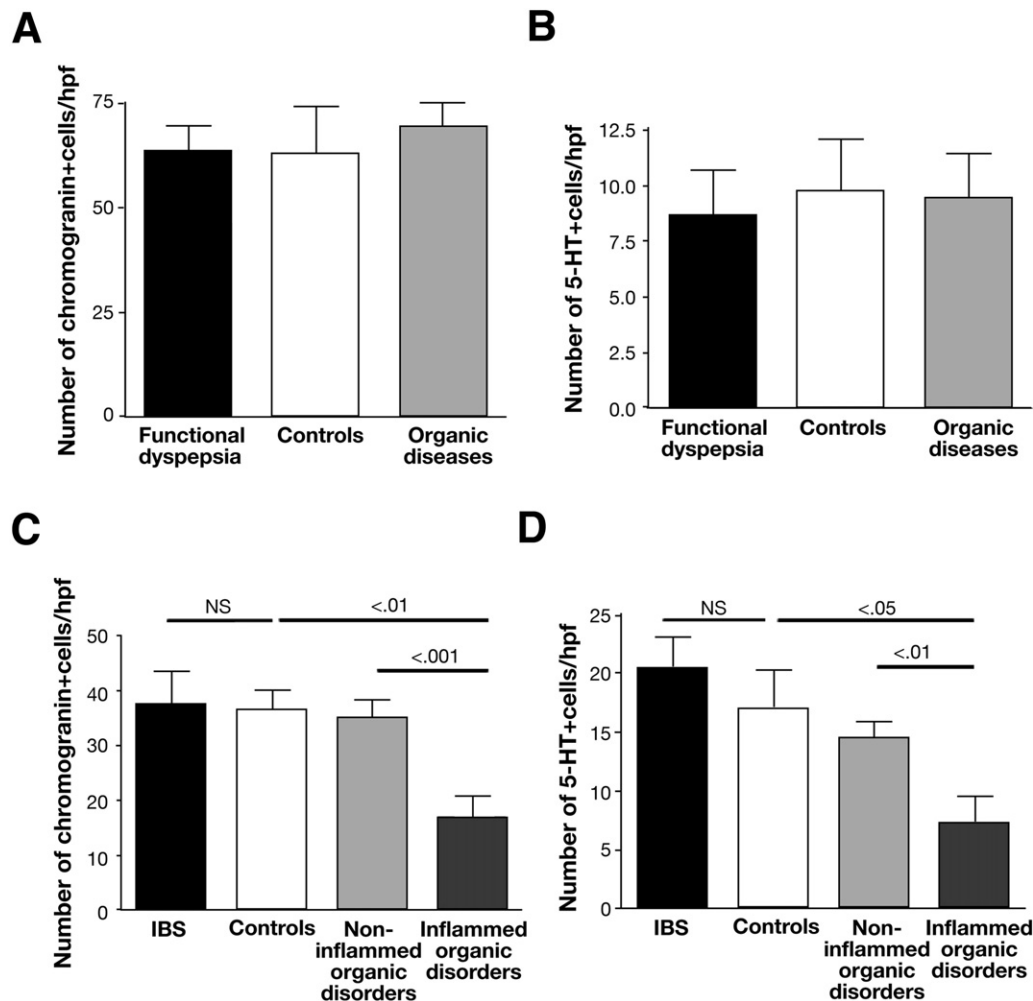 A
Number of chromogranin+cells/hpf
75
50
25
0
Functional
dyspepsia
Controls
Organic
diseases
B
Number of 5-HT+cells/hpf
12.5
10.0
7.5
5.0
2.5
0.0
Functional
dyspepsia
Controls
Organic
diseases
C
Number of chromogranin+cells/hpf
50
40
30
20
10
0
NS
<.01
<.001
IBS
Controls
Non-
inflammed
organic
disorders
Inflammed
organic
disorders
D
Number of 5-HT+cells/hpf
25
20
15
10
5
0
NS
<.05
<.01
IBS
Controls
Non-
inflammed
organic
disorders
Inflammed
organic
disorders